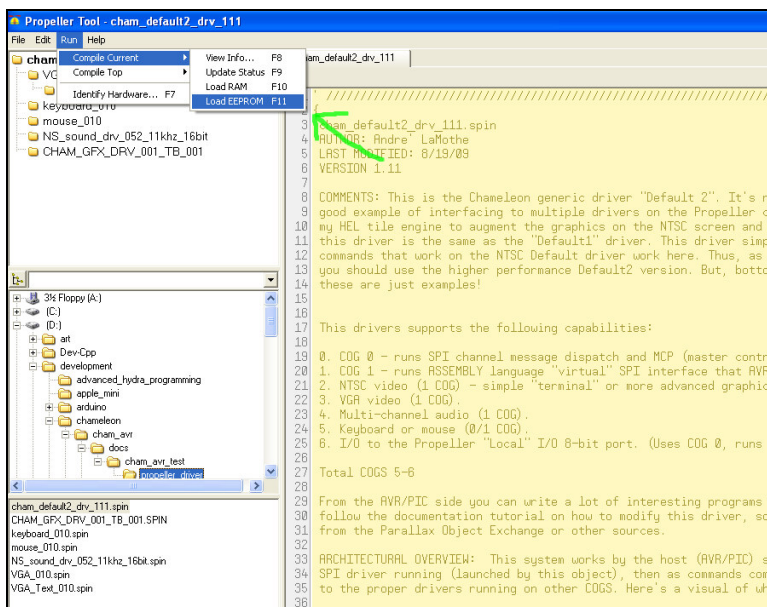 Propeller Tool - cham_default2_drv_111
File Edit Run Help
Compile Current
Compile Top
Identify Hardware... F7
View Info... F8
Update Status F9
Load RAM F10
Load EEPROM F11
cham
VG
keyboard_010
mouse_010
NS_sound_drv_052_11khz_16bit
CHAM_GFX_DRV_001_TB_001
am_default2_drv_111
3½ Floppy (A:)
(C:)
(D:)
art
Dev-Cpp
development
advanced_hydra_programming
apple_mini
arduino
chameleon
cham_avr
docs
cham_avr_test
propeller_driver
cham_default2_drv_111.spin
CHAM_GFX_DRV_001_TB_001.SPIN
keyboard_010.spin
mouse_010.spin
NS_sound_drv_052_11khz_16bit.spin
VGA_010.spin
VGA_Text_010.spin
{ //////////////////////////////////////////////////////////////////
2
3 cham_default2_drv_111.spin
4 AUTHOR: Andre' LaMothe
5 LAST MODIFIED: 8/19/09
6 VERSION 1.11
7
8 COMMENTS: This is the Chameleon generic driver "Default 2". It's
9 good example of interfacing to multiple drivers on the Propeller
10 my HEL tile engine to augment the graphics on the NTSC screen and
11 this driver is the same as the "Default1" driver. This driver
12 commands that work on the NTSC Default driver work here. Thus, as
13 you should use the higher performance Default2 version. But,
14 these are just examples!
15
16
17 This drivers supports the following capabilities:
18
19 0. COG 0 - runs SPI channel message dispatch and MCP (master
20 1. COG 1 - runs ASSEMBLY language "virtual" SPI interface that
21 2. NTSC video (1 COG) - simple "terminal" or more advanced
22 3. VGA video (1 COG).
23 4. Multi-channel audio (1 COG).
24 5. Keyboard or mouse (0/1 COG).
25 6. I/O to the Propeller "Local" I/O 8-bit port. (Uses COG 0, runs
26
27 Total COGS 5-6
28
29 From the AVR/PIC side you can write a lot of interesting programs
30 follow the documentation tutorial on how to modify this driver,
31 from the Parallax Object Exchange or other sources.
32
33 ARCHITECTURAL OVERVIEW: This system works by the host (AVR/PIC)
34 SPI driver running (launched by this object), then as commands
35 to the proper drivers running on other COGS. Here's a visual of
36